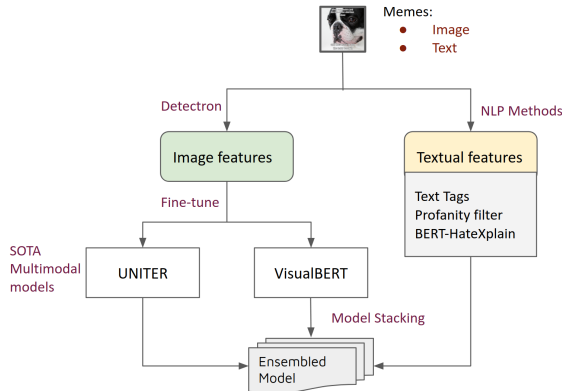 Memes:
● Image
● Text
Detectron
NLP Methods
Image features
Textual features
Text Tags
Profanity filter
BERT-HateXplain
Fine-tune
SOTA
Multimodal
models
UNITER
VisualBERT
Model Stacking
Ensembled
Model